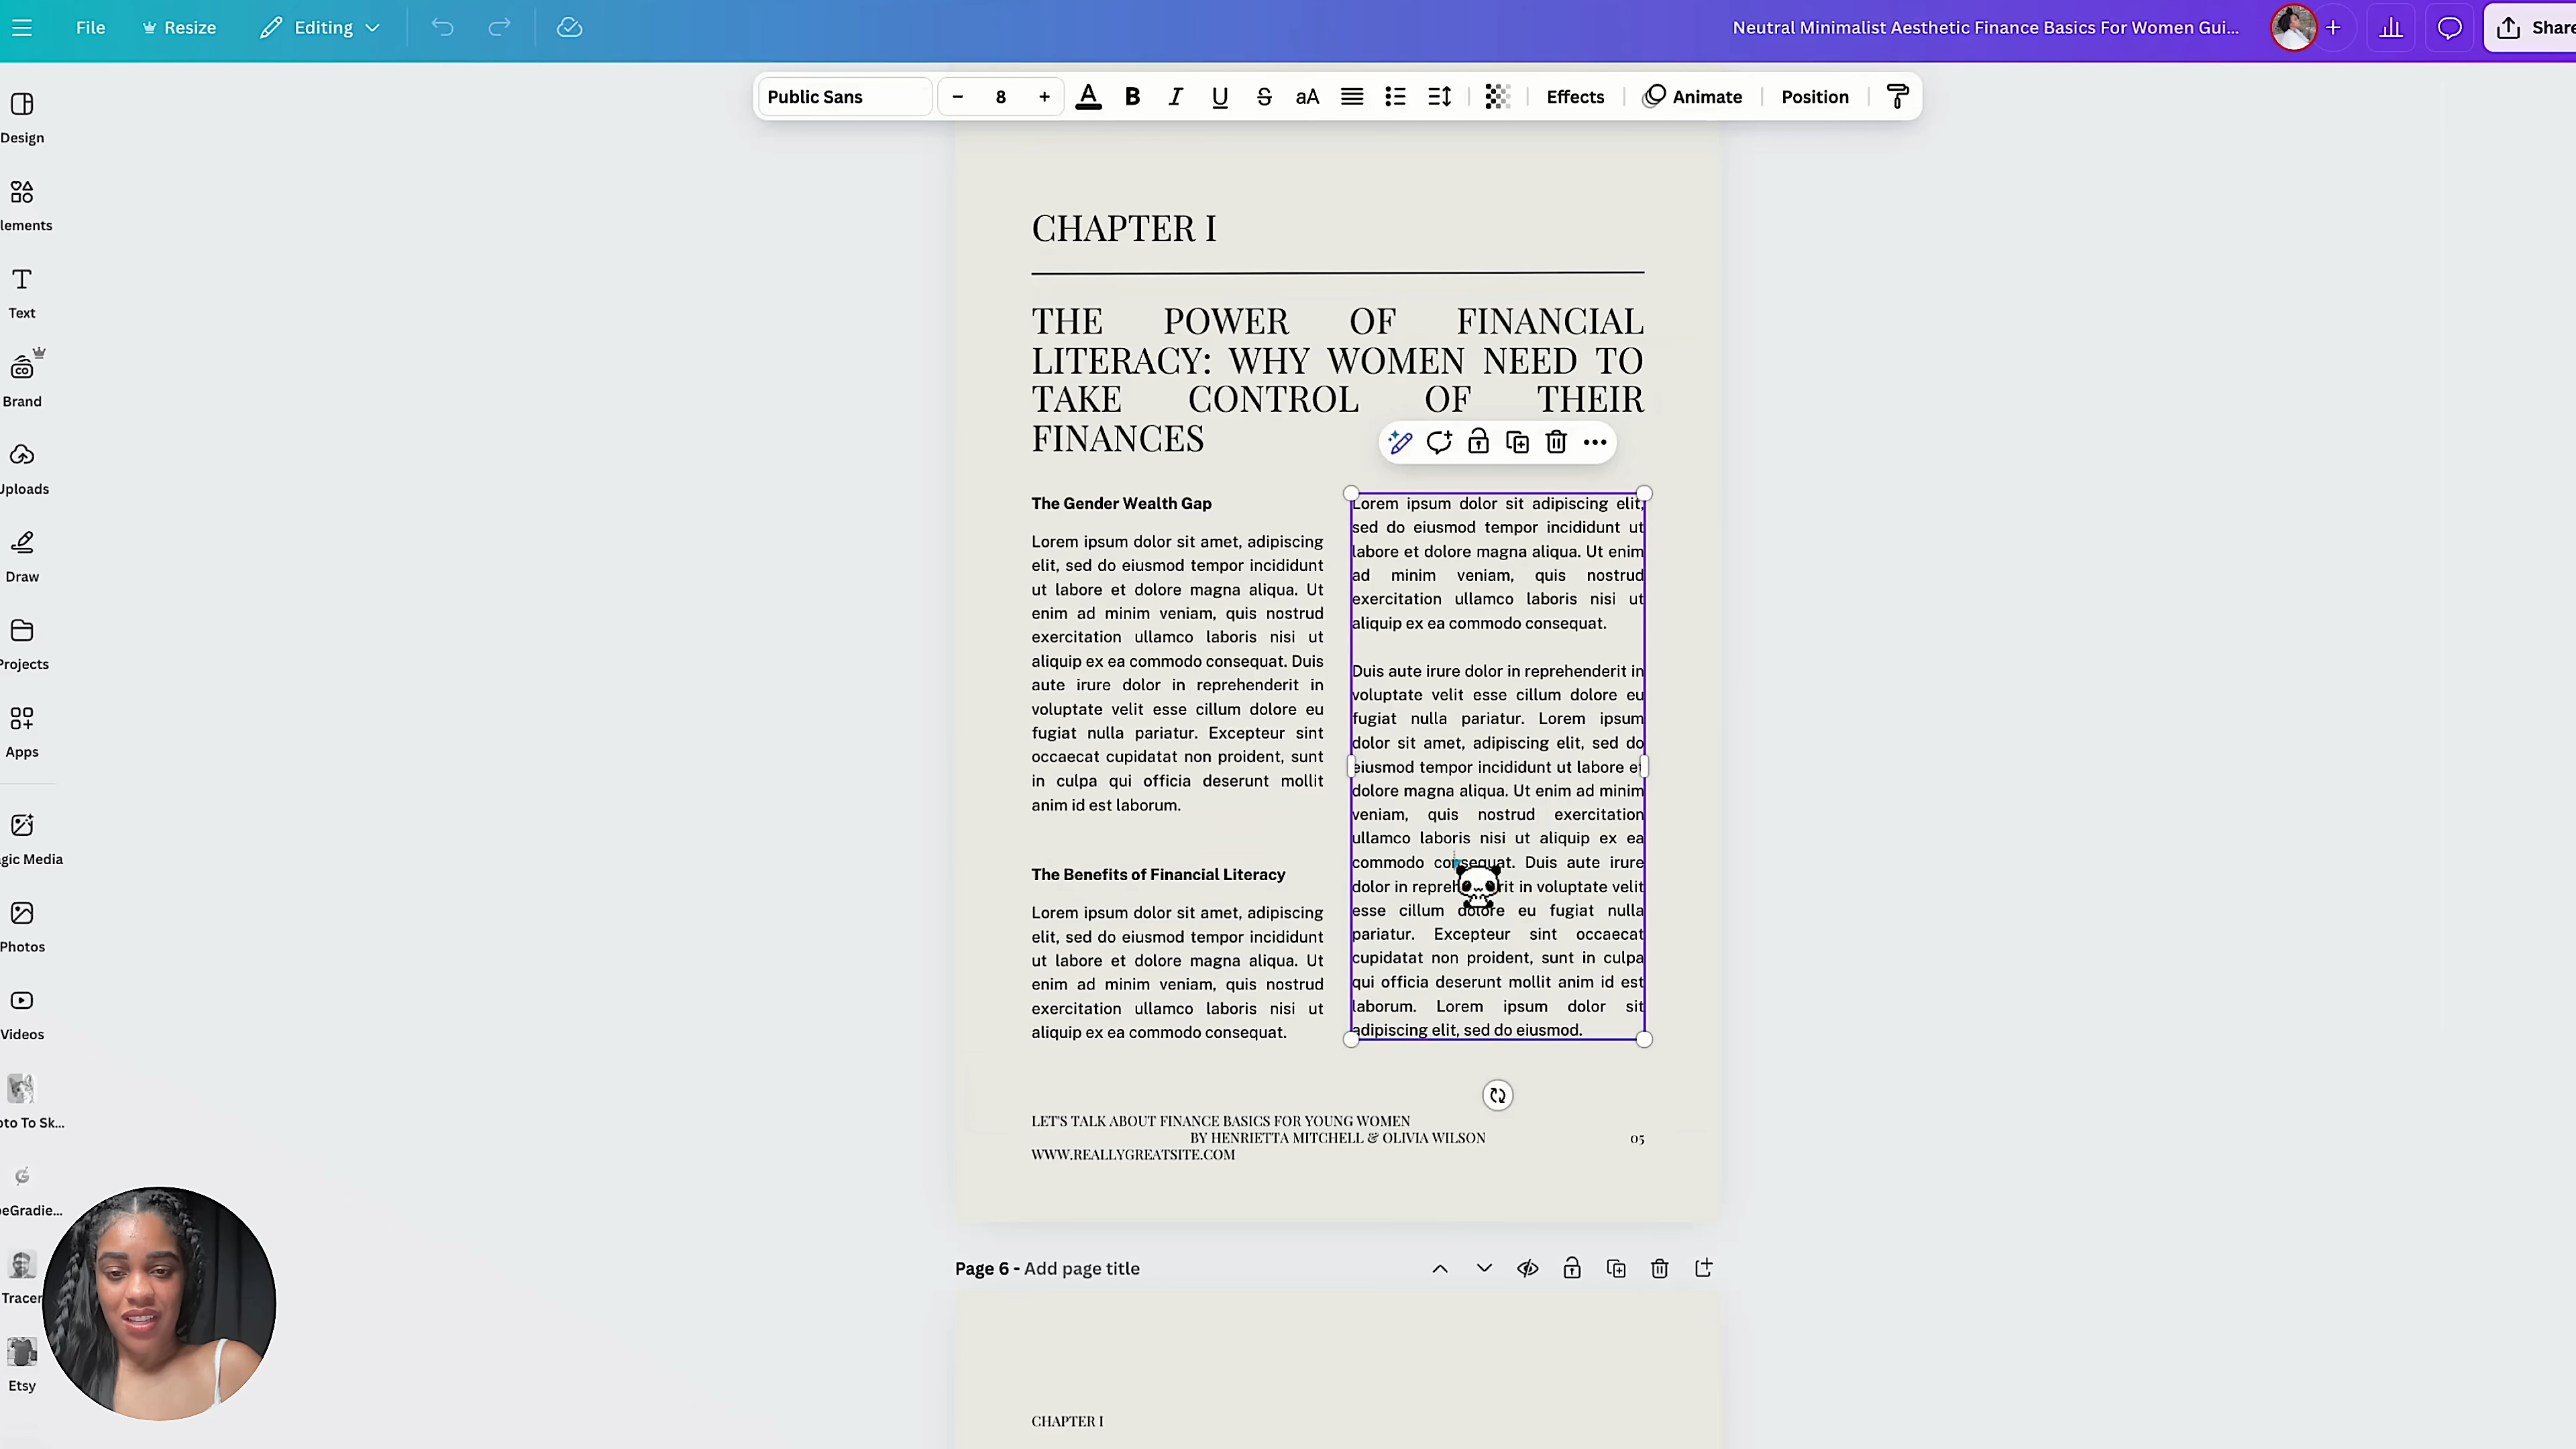 File
Resize
Editing
Neutral Minimalist Aesthetic Finance Basics For Women Gui...
Share
Public Sans
8
B
I
U
S
aA
Effects
Animate
Position
Design
Elements
Text
Brand
Uploads
Draw
Projects
Apps
Magic Media
Photos
Videos
oto To Sk...
eGradie...
Tracer
Etsy
CHAPTER I
THE POWER OF FINANCIAL
LITERACY: WHY WOMEN NEED TO
TAKE CONTROL OF THEIR
FINANCES
The Gender Wealth Gap
Lorem ipsum dolor sit amet, adipiscing
elit, sed do eiusmod tempor incididunt
ut labore et dolore magna aliqua. Ut
enim ad minim veniam, quis nostrud
exercitation ullamco laboris nisi ut
aliquip ex ea commodo consequat. Duis
aute irure dolor in reprehenderit in
voluptate velit esse cillum dolore eu
fugiat nulla pariatur. Excepteur sint
occaecat cupidatat non proident, sunt
in culpa qui officia deserunt mollit
anim id est laborum.
The Benefits of Financial Literacy
Lorem ipsum dolor sit amet, adipiscing
elit, sed do eiusmod tempor incididunt
ut labore et dolore magna aliqua. Ut
enim ad minim veniam, quis nostrud
exercitation ullamco laboris nisi ut
aliquip ex ea commodo consequat.
Lorem ipsum dolor sit adipiscing elit,
sed do eiusmod tempor incididunt ut
labore et dolore magna aliqua. Ut enim
ad minim veniam, quis nostrud
exercitation ullamco laboris nisi ut
aliquip ex ea commodo consequat.
Duis aute irure dolor in reprehenderit in
voluptate velit esse cillum dolore eu
fugiat nulla pariatur. Lorem ipsum
dolor sit amet, adipiscing elit, sed do
eiusmod tempor incididunt ut labore et
dolore magna aliqua. Ut enim ad minim
veniam, quis nostrud exercitation
ullamco laboris nisi ut aliquip ex ea
commodo consequat. Duis aute irure
dolor in reprehenderit in voluptate velit
esse cillum dolore eu fugiat nulla
pariatur. Excepteur sint occaecat
cupidatat non proident, sunt in culpa
qui officia deserunt mollit anim id est
laborum. Lorem ipsum dolor sit
adipiscing elit, sed do eiusmod.
LET'S TALK ABOUT FINANCE BASICS FOR YOUNG WOMEN
BY HENRIETTA MITCHELL & OLIVIA WILSON
05
WWW.REALLYGREATSITE.COM
Page 6 - Add page title
CHAPTER I